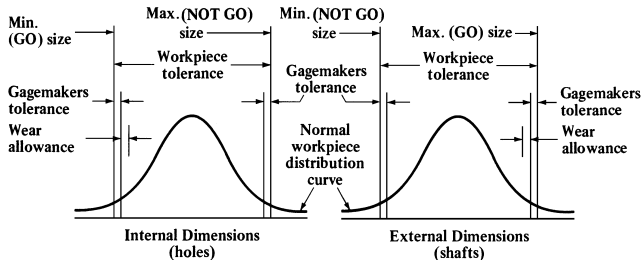 Min.
(GO) size
Max. (NOT GO)
size
Workpiece
tolerance
Gagemakers
tolerance
Wear
allowance
Min. (NOT GO)
size
Max. (GO) size
Workpiece
tolerance
Gagemakers
tolerance
Normal
workpiece
distribution
curve
Gagemakers
tolerance
Wear
allowance
Internal Dimensions
(holes)
External Dimensions
(shafts)